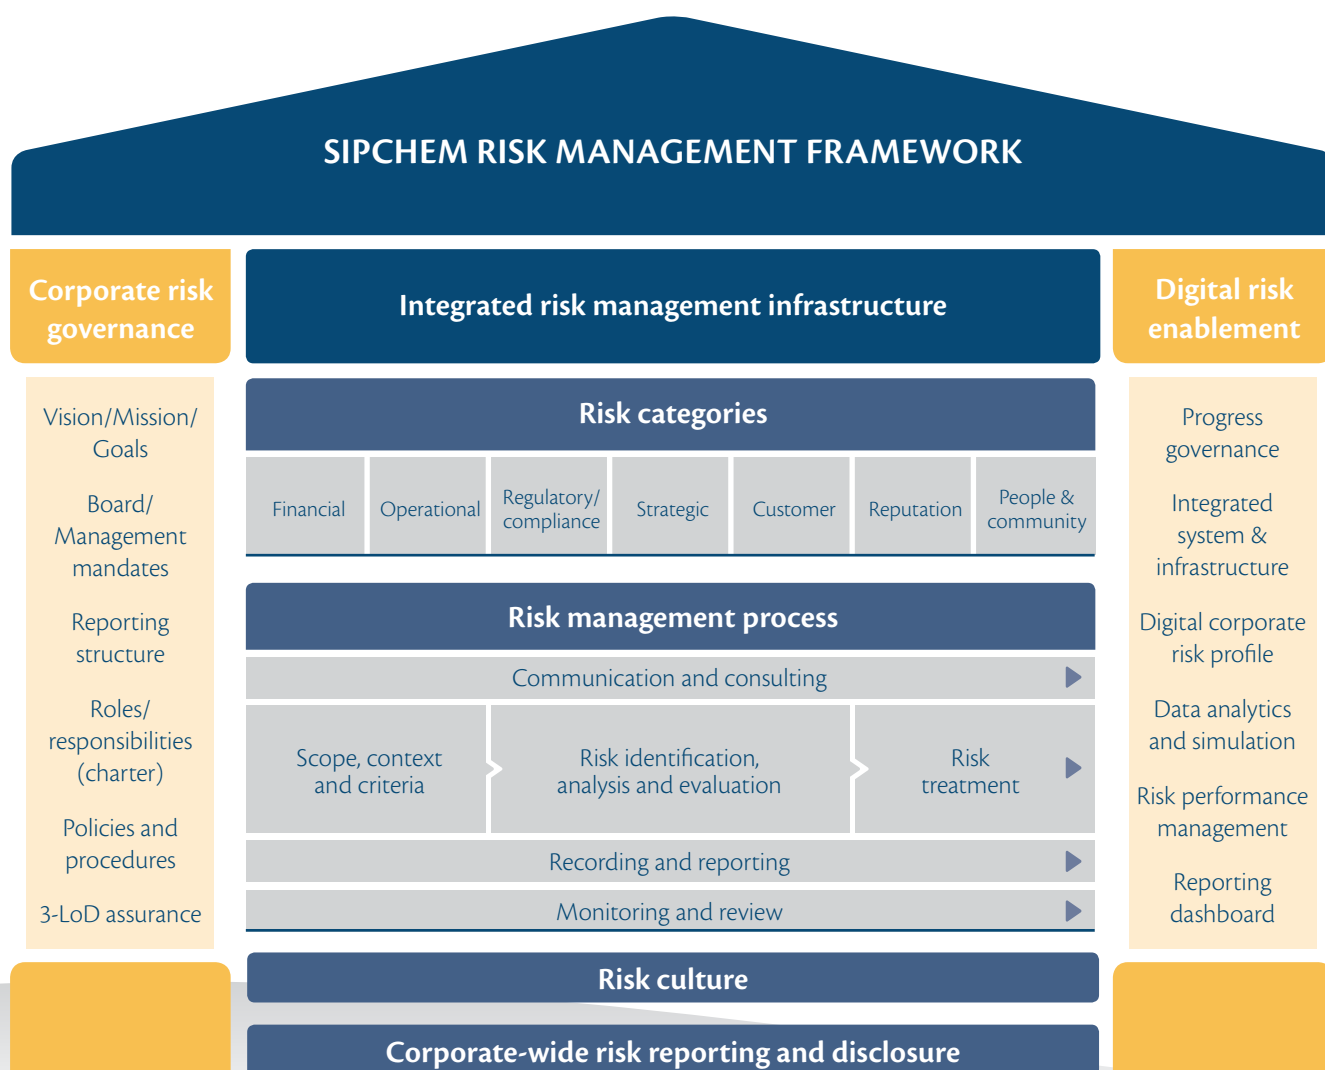 SIPCHEM RISK MANAGEMENT FRAMEWORK
Corporate risk
governance
Vision/Mission/
Goals
Board/
Management
mandates
Reporting
structure
Roles/
responsibilities
(charter)
Policies and
procedures
3-LoD assurance
Integrated risk management infrastructure
Risk categories
Financial
Operational
Regulatory/
compliance
Strategic
Customer
Reputation
People &
community
Risk management process
Communication and consulting
Scope, context
and criteria
Risk identification,
analysis and evaluation
Risk
treatment
Recording and reporting
Monitoring and review
Risk culture
Corporate-wide risk reporting and disclosure
Digital risk
enablement
Progress
governance
Integrated
system &
infrastructure
Digital corporate
risk profile
Data analytics
and simulation
Risk performance
management
Reporting
dashboard